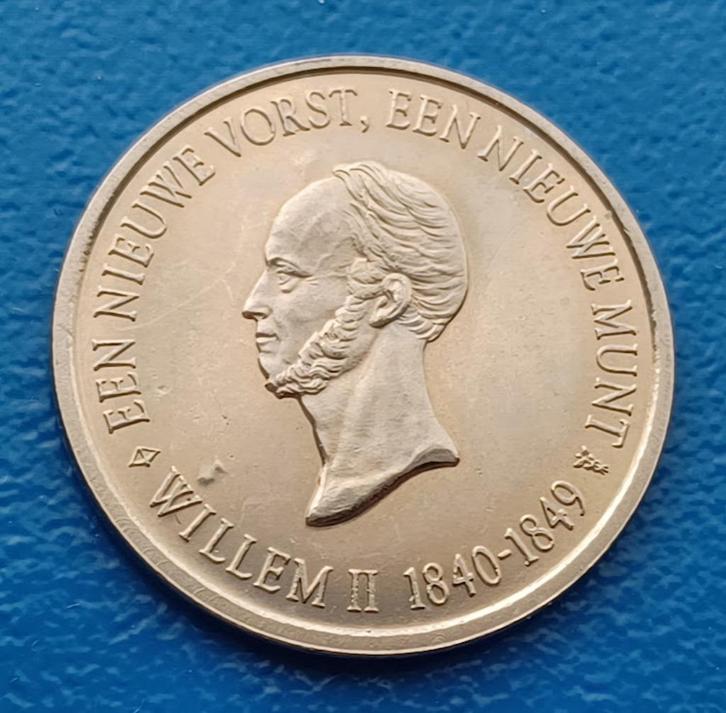 EEN NIEUWE VORST, EEN NIEUWE MUNT
WILLEM II 1840-1849